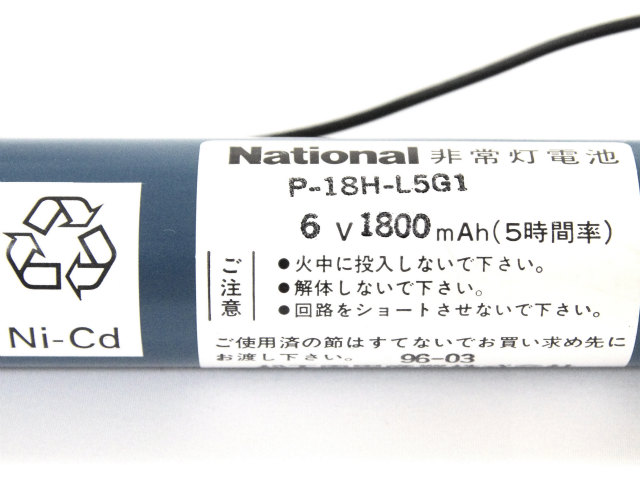 National 非常灯電池
P-18H-L5G1
6 V 1800 mAh(5時間率)
ご注意
●火中に投入しないで下さい。
●解体しないで下さい。
●回路をショートさせないで下さい。
ご使用済の節はすてないでお買い求め先に
お渡し下さい。 96-03
Ni-Cd